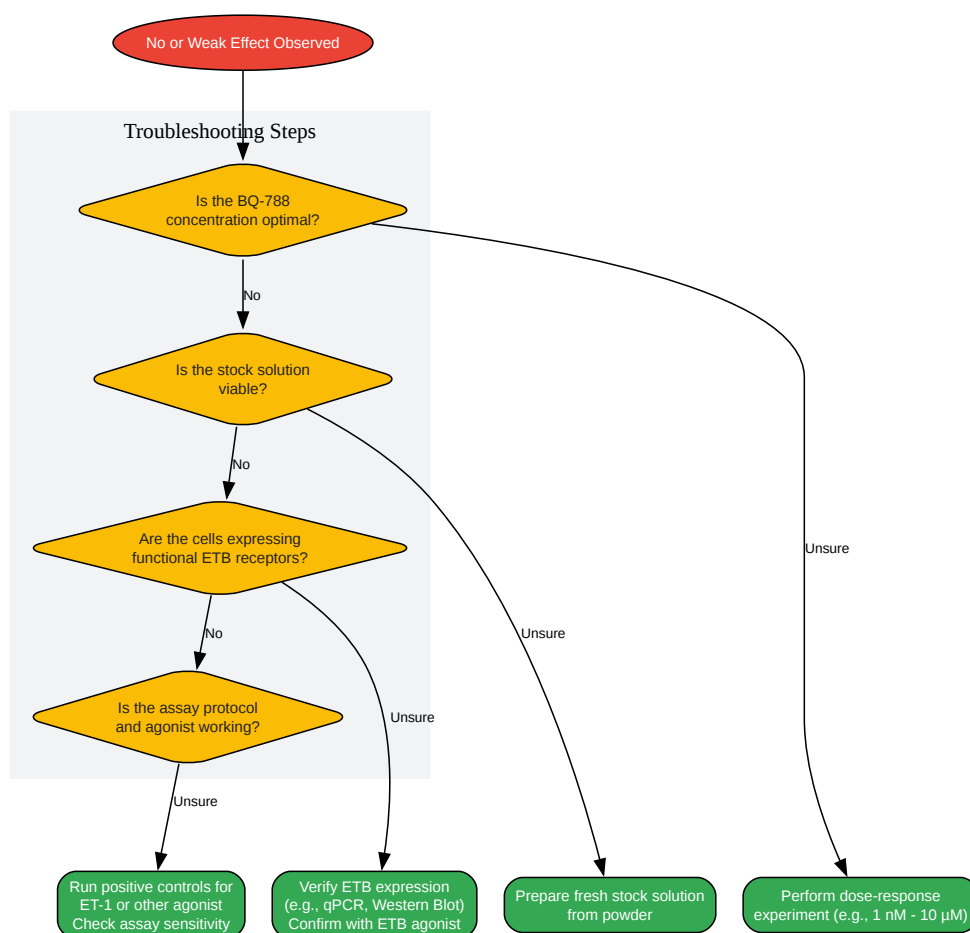 No or Weak Effect Observed
Troubleshooting Steps
Is the BQ-788
concentration optimal?
No
Is the stock solution
viable?
No
Are the cells expressing
functional ETB receptors?
Unsure
No
Unsure
Is the assay protocol
and agonist working?
Unsure
Unsure
Run positive controls for
ET-1 or other agonist
Check assay sensitivity
Verify ETB expression
(e.g., qPCR, Western Blot)
Confirm with ETB agonist
Prepare fresh stock solution
from powder
Perform dose-response
experiment (e.g., 1 nM - 10 µM)